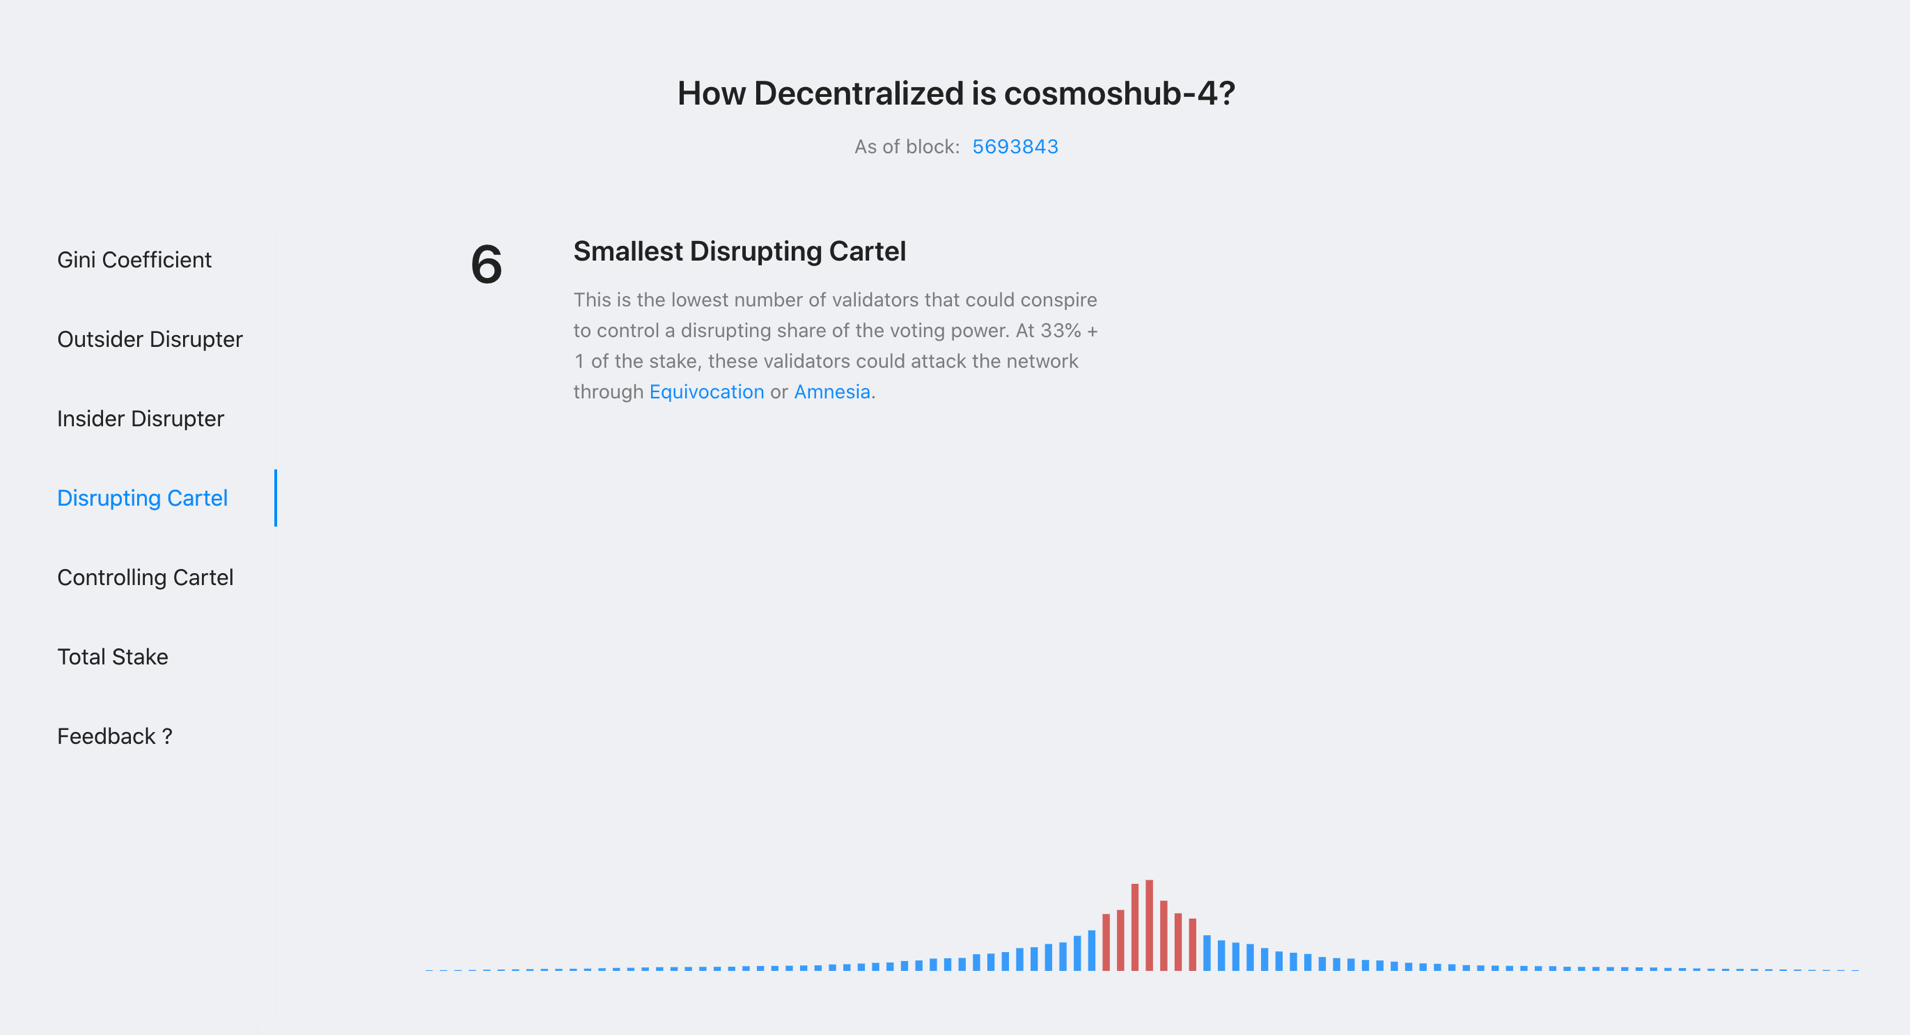 How Decentralized is cosmoshub-4?
As of block: 5693843
Gini Coefficient
Outsider Disrupter
Insider Disrupter
Disrupting Cartel
Controlling Cartel
Total Stake
Feedback ?
6
Smallest Disrupting Cartel
This is the lowest number of validators that could conspire
to control a disrupting share of the voting power. At 33% +
1 of the stake, these validators could attack the network
through Equivocation or Amnesia.